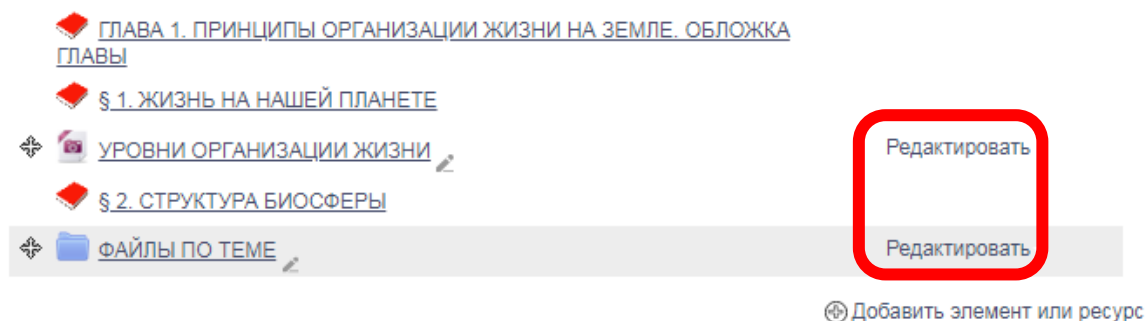 ГЛАВА 1. ПРИНЦИПЫ ОРГАНИЗАЦИИ ЖИЗНИ НА ЗЕМЛЕ. ОБЛОЖКА
ГЛАВЫ
§ 1. ЖИЗНЬ НА НАШЕЙ ПЛАНЕТЕ
УРОВНИ ОРГАНИЗАЦИИ ЖИЗНИ Редактировать
§ 2. СТРУКТУРА БИОСФЕРЫ
ФАЙЛЫ ПО ТЕМЕ Редактировать
Добавить элемент или ресурс